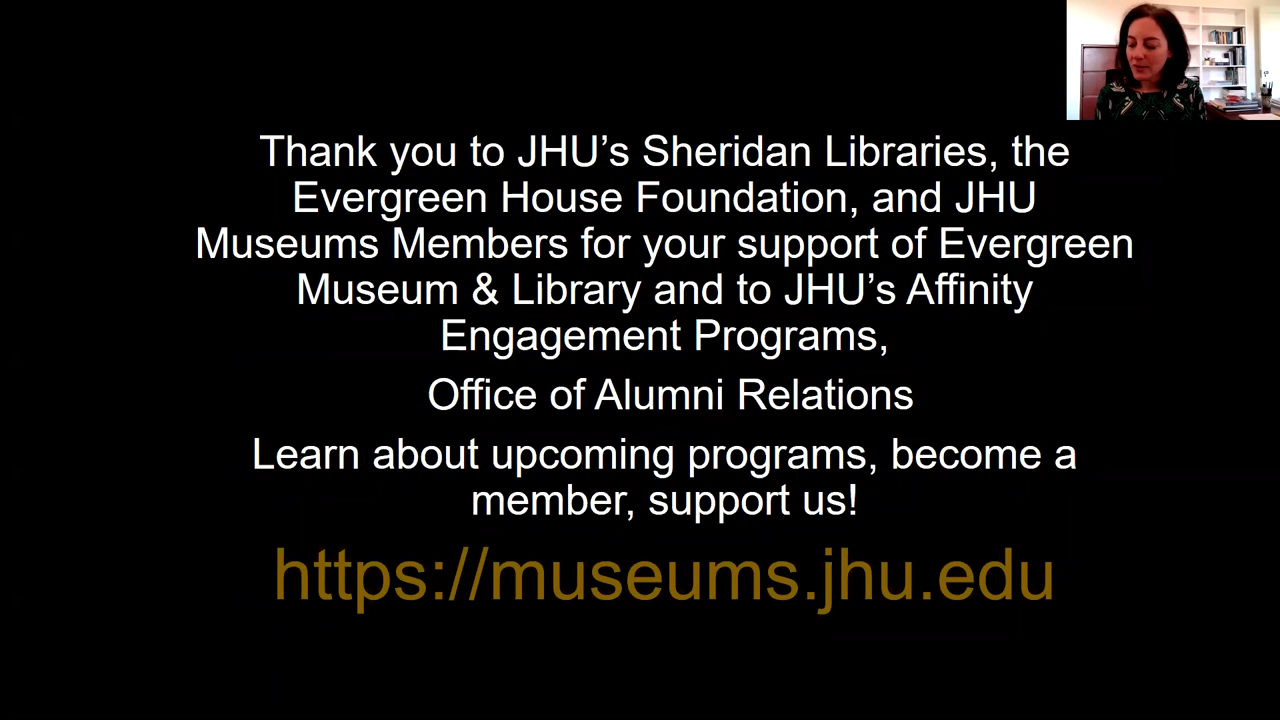 Thank you to JHU’s Sheridan Libraries, the
Evergreen House Foundation, and JHU
Museums Members for your support of Evergreen
Museum & Library and to JHU’s Affinity
Engagement Programs,
Office of Alumni Relations
Learn about upcoming programs, become a
member, support us!
https://museums.jhu.edu